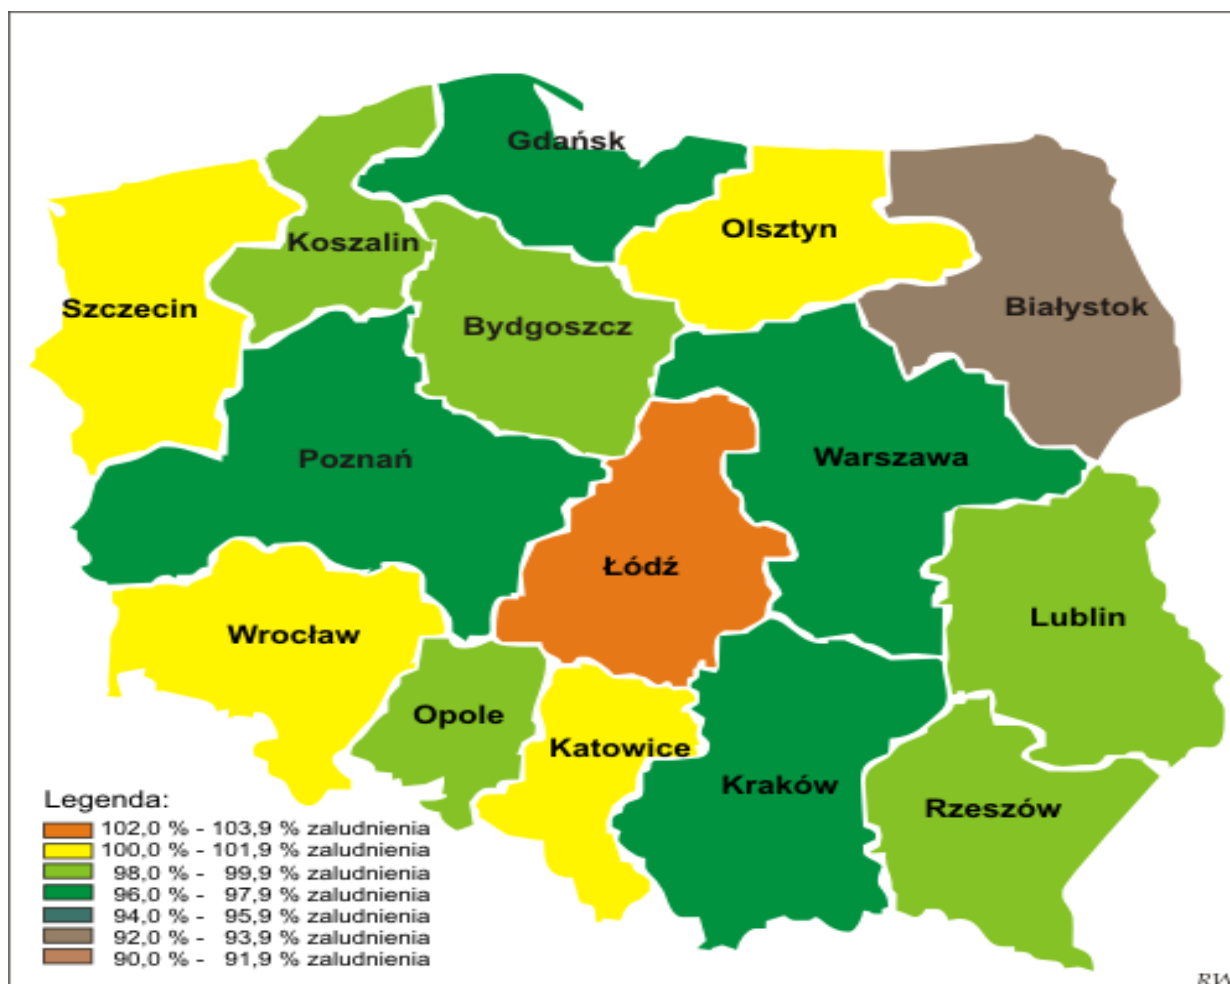 Gdańsk
Olsztyn
Koszalin
Szczecin
Białystok
Bydgoszcz
Poznań
Warszawa
Łódź
Lublin
Wrocław
Opole
Katowice
Kraków
Rzeszów
Legenda:
102,0 % - 103,9 % zaludnienia
100,0 % - 101,9 % zaludnienia
98,0 % - 99,9 % zaludnienia
96,0 % - 97,9 % zaludnienia
94,0 % - 95,9 % zaludnienia
92,0 % - 93,9 % zaludnienia
90,0 % - 91,9 % zaludnienia
RW